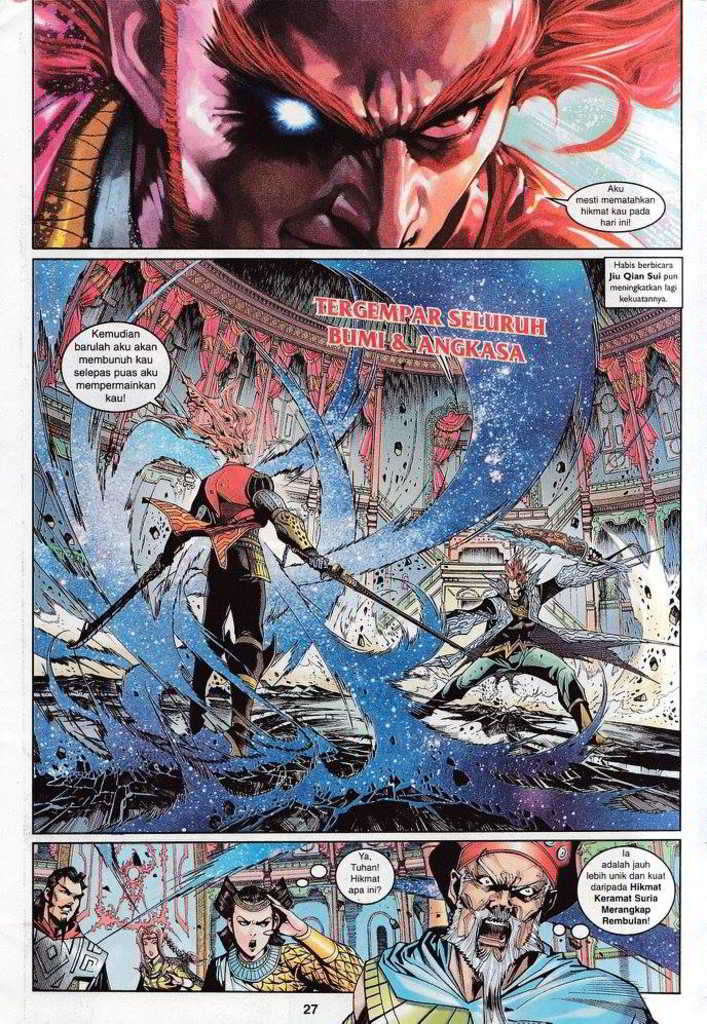 Aku
mesti mematahkan
hikmat kau pada
hari ini!
Habis berbicara
Jiu Qian Sui pun
meningkatkan lagi
kekuatannya.
TERGEMPAR SELURUH
BUMI & ANGKASA
Kemudian
barulah aku akan
membunuh kau
selepas puas aku
mempermainkan
kau!
Ya,
Tuhan!
Hikmat
apa ini?
Ia
adalah jauh
lebih unik dan kuat
daripada Hikmat
Keramat Suria
Merangkap
Rembulan!
27